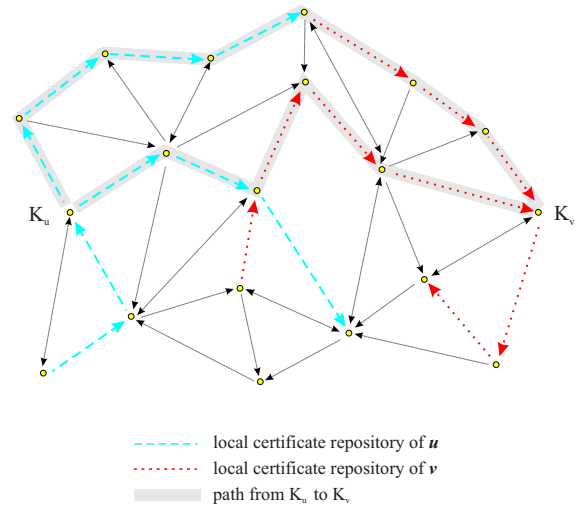 K_u
K_v
local certificate repository of u
local certificate repository of v
path from K_u to K_v